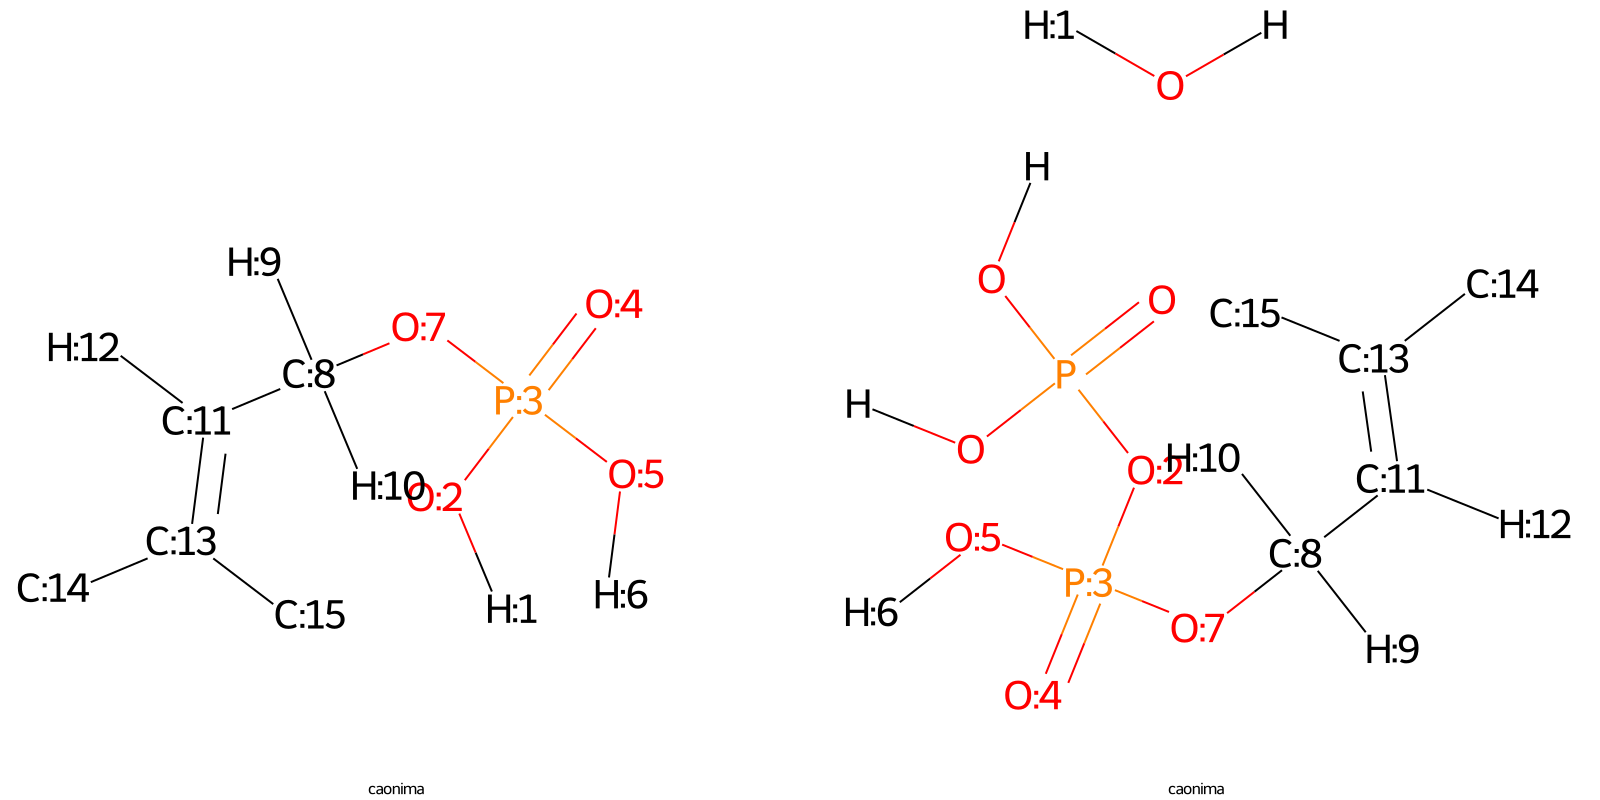 H:1 H
O
H
H:9
O:4 O O
C:14
O:7 C:15
H:12
C:8 P C:13
P:3 H
C:11
O
O:5 H:10 O:2 C:11
H:10 O:2
H:12
C:13 O:5 C:8
C:14 P:3
H:6 H:1 H:6
C:15 O:7
H:9
O:4
caonima caonima